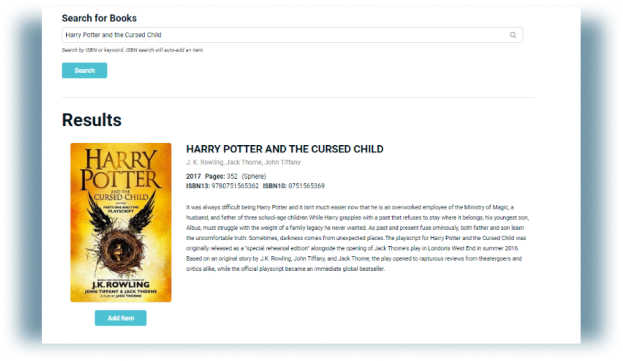 Search for Books
Harry Potter and the Cursed Child
Search by ISBN or keyword. ISBN search will auto-add an item.
Search
Results
HARRY POTTER AND THE CURSED CHILD
J. K. Rowling, Jack Thorne, John Tiffany
2017 Pages: 352 (Sphere)
ISBN13: 9780751565362 ISBN10: 0751565369
It was always difficult being Harry Potter and it isn't much easier now that he is an overworked employee of the Ministry of Magic, a
husband, and father of three school-age children.While Harry grapples with a past that refuses to stay where it belongs, his youngest son,
Albus, must struggle with the weight of a family legacy he never wanted. As past and present fuse ominously, both father and son learn
the uncomfortable truth: Sometimes, darkness comes from unexpected places.The playscript for Harry Potter and the Cursed Child was
originally released as a 'special rehearsal edition' alongside the opening of Jack Thorne's play in London's West End in summer 2016.
Based on an original story by J.K. Rowling, John Tiffany, and Jack Thorne, the play opened to rapturous reviews from theatergoers and
critics alike, while the official playscript became an immediate global bestseller.
HARRY
POTTER
AND THE
CURSED CHILD
PARTS ONE AND TWO
PLAYSCRIPT
BASED ON AN ORIGINAL STORY BY
J.K.ROWLING
JOHN TIFFANY & JACK THORNE
A PLAY BY JACK THORNE
Add Item